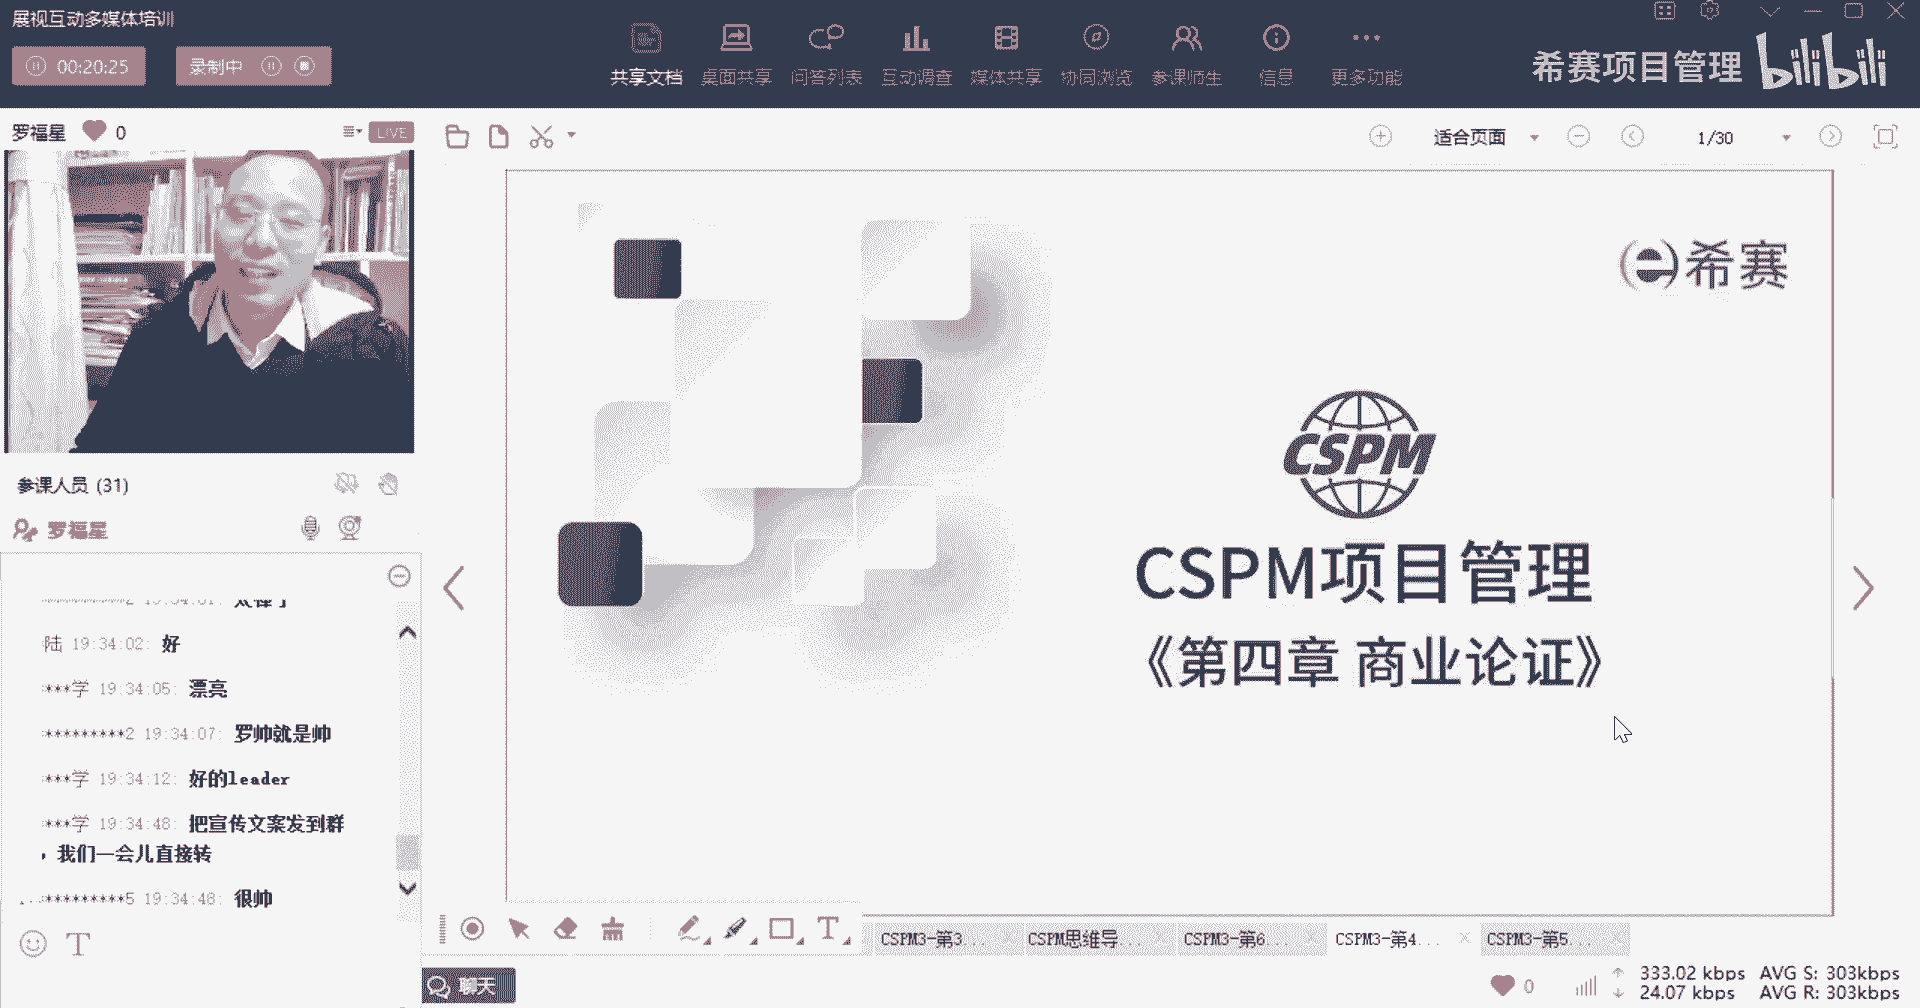 展视互动多媒体培训
00:20:25
录制中
共享文档
桌面共享
问答列表
互动调查
媒体共享
协同浏览
参课师生
信息
更多功能
希赛项目管理
bilibili
罗福星
0
LIVE
适合页面
1/30
希赛
CSPM
CSPM项目管理
《第四章 商业论证》
参课人员 (31)
罗福星
陆 19:34:02: 好
***学 19:34:05: 漂亮
*********2 19:34:07: 罗帅就是帅
***学 19:34:12: 好的leader
***学 19:34:48: 把宣传文案发到群
，我们一会儿直接转
*********5 19:34:48: 很帅
CSPM3-第3...
CSPM思维导...
CSPM3-第6...
CSPM3-第4...
CSPM3-第5...
聊天
0
333.02 kbps AVG S: 303kbps
24.07 kbps AVG R: 303kbps